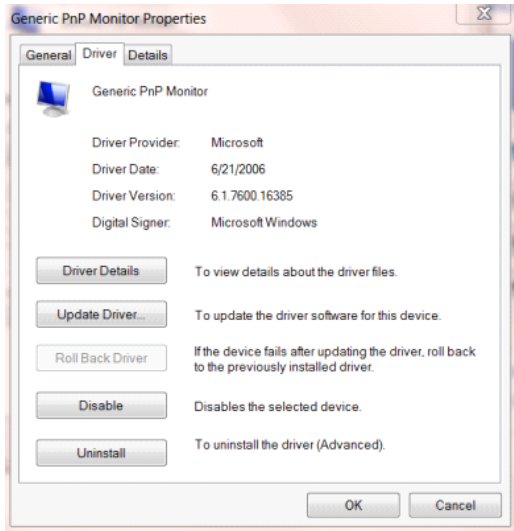 Generic PnP Monitor Properties
General Driver Details
Generic PnP Monitor
Driver Provider: Microsoft
Driver Date: 6/21/2006
Driver Version: 6.1.7600.16385
Digital Signer: Microsoft Windows
Driver Details To view details about the driver files.
Update Driver... To update the driver software for this device.
Roll Back Driver If the device fails after updating the driver, roll back
to the previously installed driver.
Disable Disables the selected device.
Uninstall To uninstall the driver (Advanced).
OK Cancel